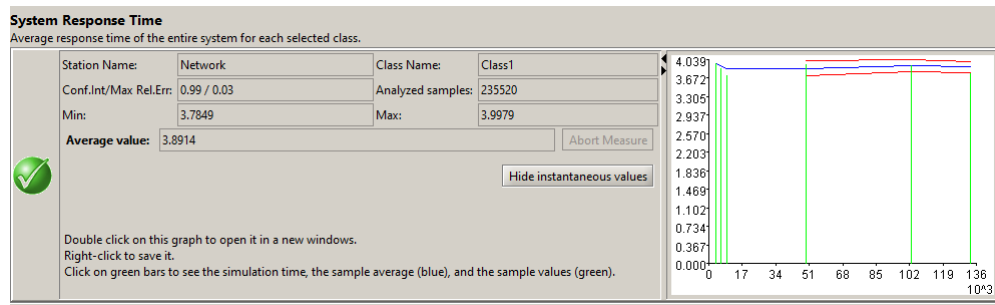 System Response Time
Average response time of the entire system for each selected class.
Station Name: Network Class Name: Class1
Conf.Int/Max Rel.Err: 0.99 / 0.03 Analyzed samples: 235520
Min: 3.7849 Max: 3.9979
Average value: 3.8914 Abort Measure
Hide instantaneous values
Double click on this graph to open it in a new windows.
Right-click to save it.
Click on green bars to see the simulation time, the sample average (blue), and the sample values (green).
4.039
3.672
3.305
2.937
2.570
2.203
1.836
1.469
1.102
0.734
0.367
0.000
0 17 34 51 68 85 102 119 136
10^3